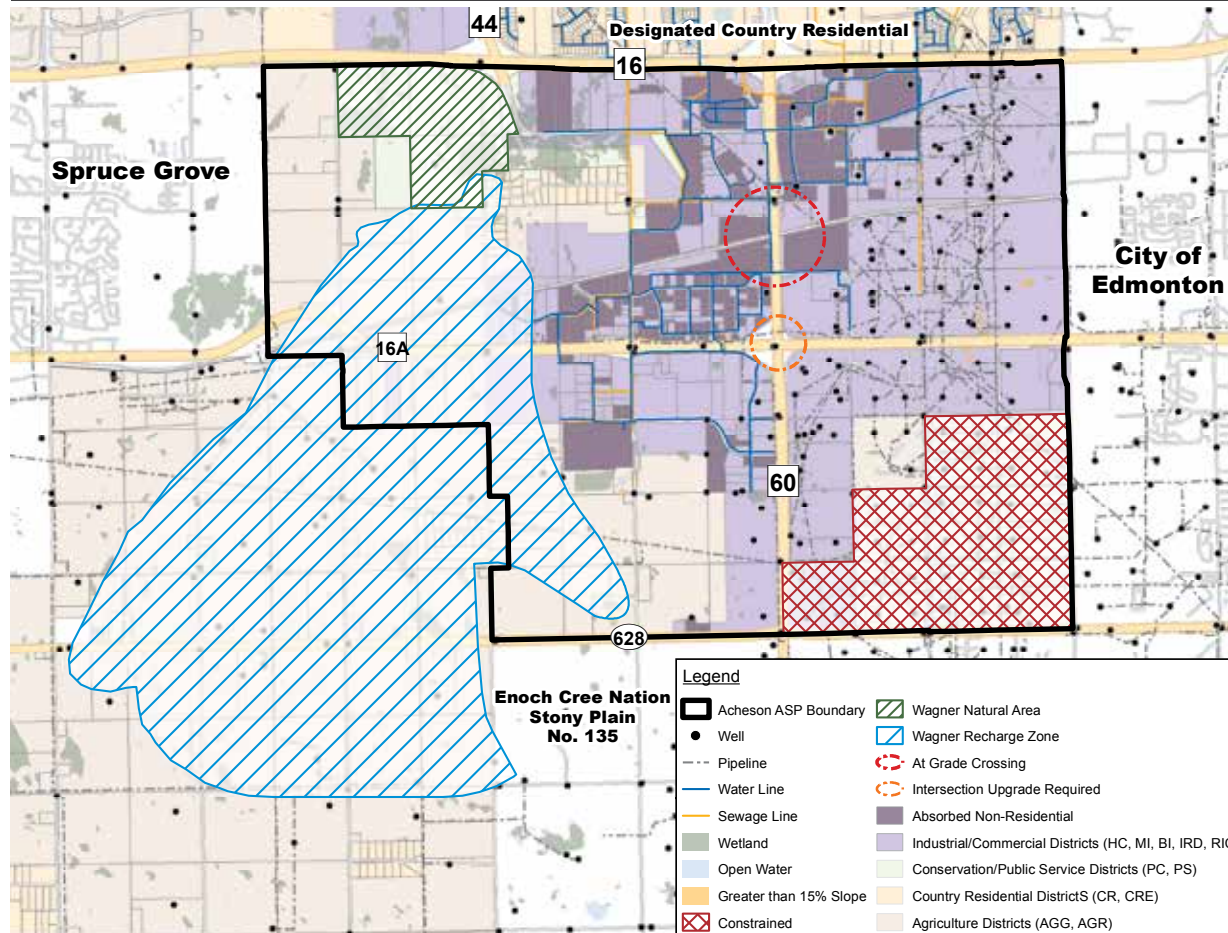 44
Designated Country Residential
16
Spruce Grove
City of
Edmonton
16A
60
628
Enoch Cree Nation
Stony Plain
No. 135
Legend
Acheson ASP Boundary
Well
Pipeline
Water Line
Sewage Line
Wetland
Open Water
Greater than 15% Slope
Constrained
Wagner Natural Area
Wagner Recharge Zone
At Grade Crossing
Intersection Upgrade Required
Absorbed Non-Residential
Industrial/Commercial Districts (HC, MI, BI, IRD, RIC
Conservation/Public Service Districts (PC, PS)
Country Residential DistrictS (CR, CRE)
Agriculture Districts (AGG, AGR)